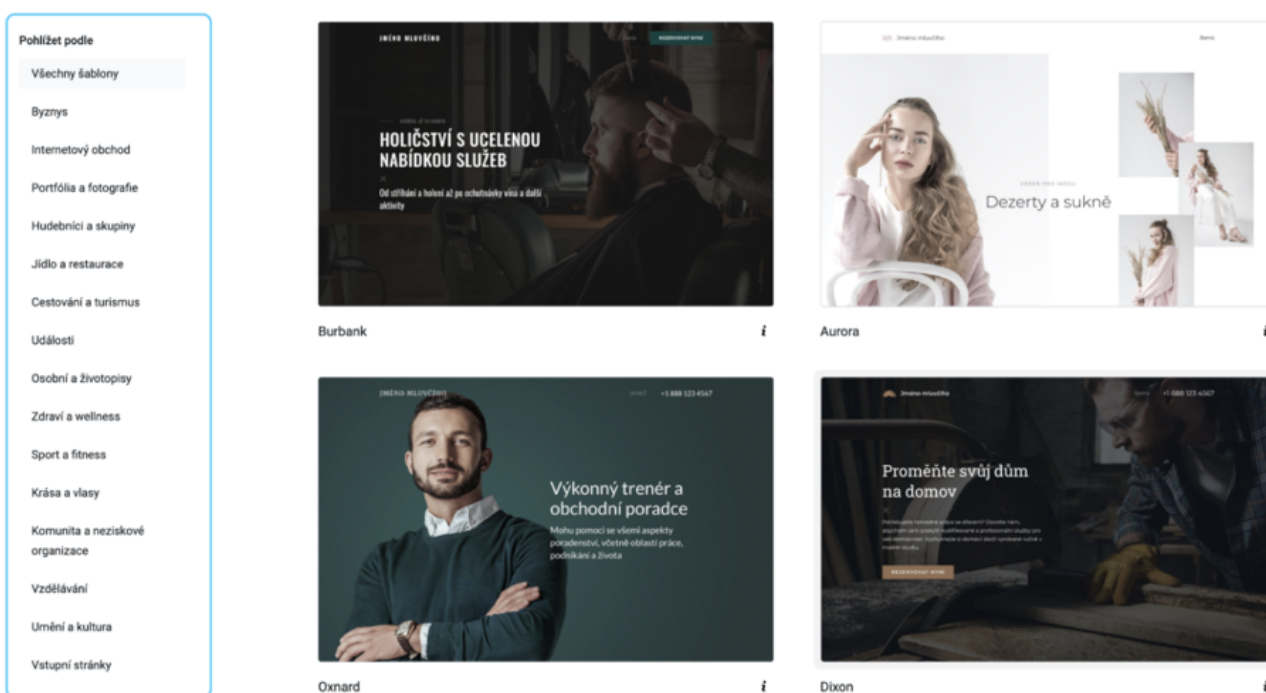 Pohlížet podle
Všechny šablony
Byznys
Internetový obchod
Portfólia a fotografie
Hudebníci a skupiny
Jídlo a restaurace
Cestování a turismus
Události
Osobní a životopisy
Zdraví a wellness
Sport a fitness
Krása a vlasy
Komunita a neziskové
organizace
Vzdělávání
Umění a kultura
Vstupní stránky
JMÉNO MLUVČÍHO
REZERVOVAT NYNÍ
HOLIČSTVÍ S UCELENOU
NABÍDKOU SLUŽEB
Od stříhání a holení až po ochutnávky vína a další
aktivity
Burbank
i
Jméno mluvčího
Dezerty a sukně
Aurora
JMÉNO MLUVČÍHO
+1 888 123 4567
Výkonný trenér a
obchodní poradce
Mohu pomoci se všemi aspekty
poradenství, včetně oblastí práce,
podnikání a života
Oxnard
i
Jméno mluvčího
+1 888 123 4567
Proměňte svůj dům
na domov
REZERVOVAT NYNÍ
Dixon